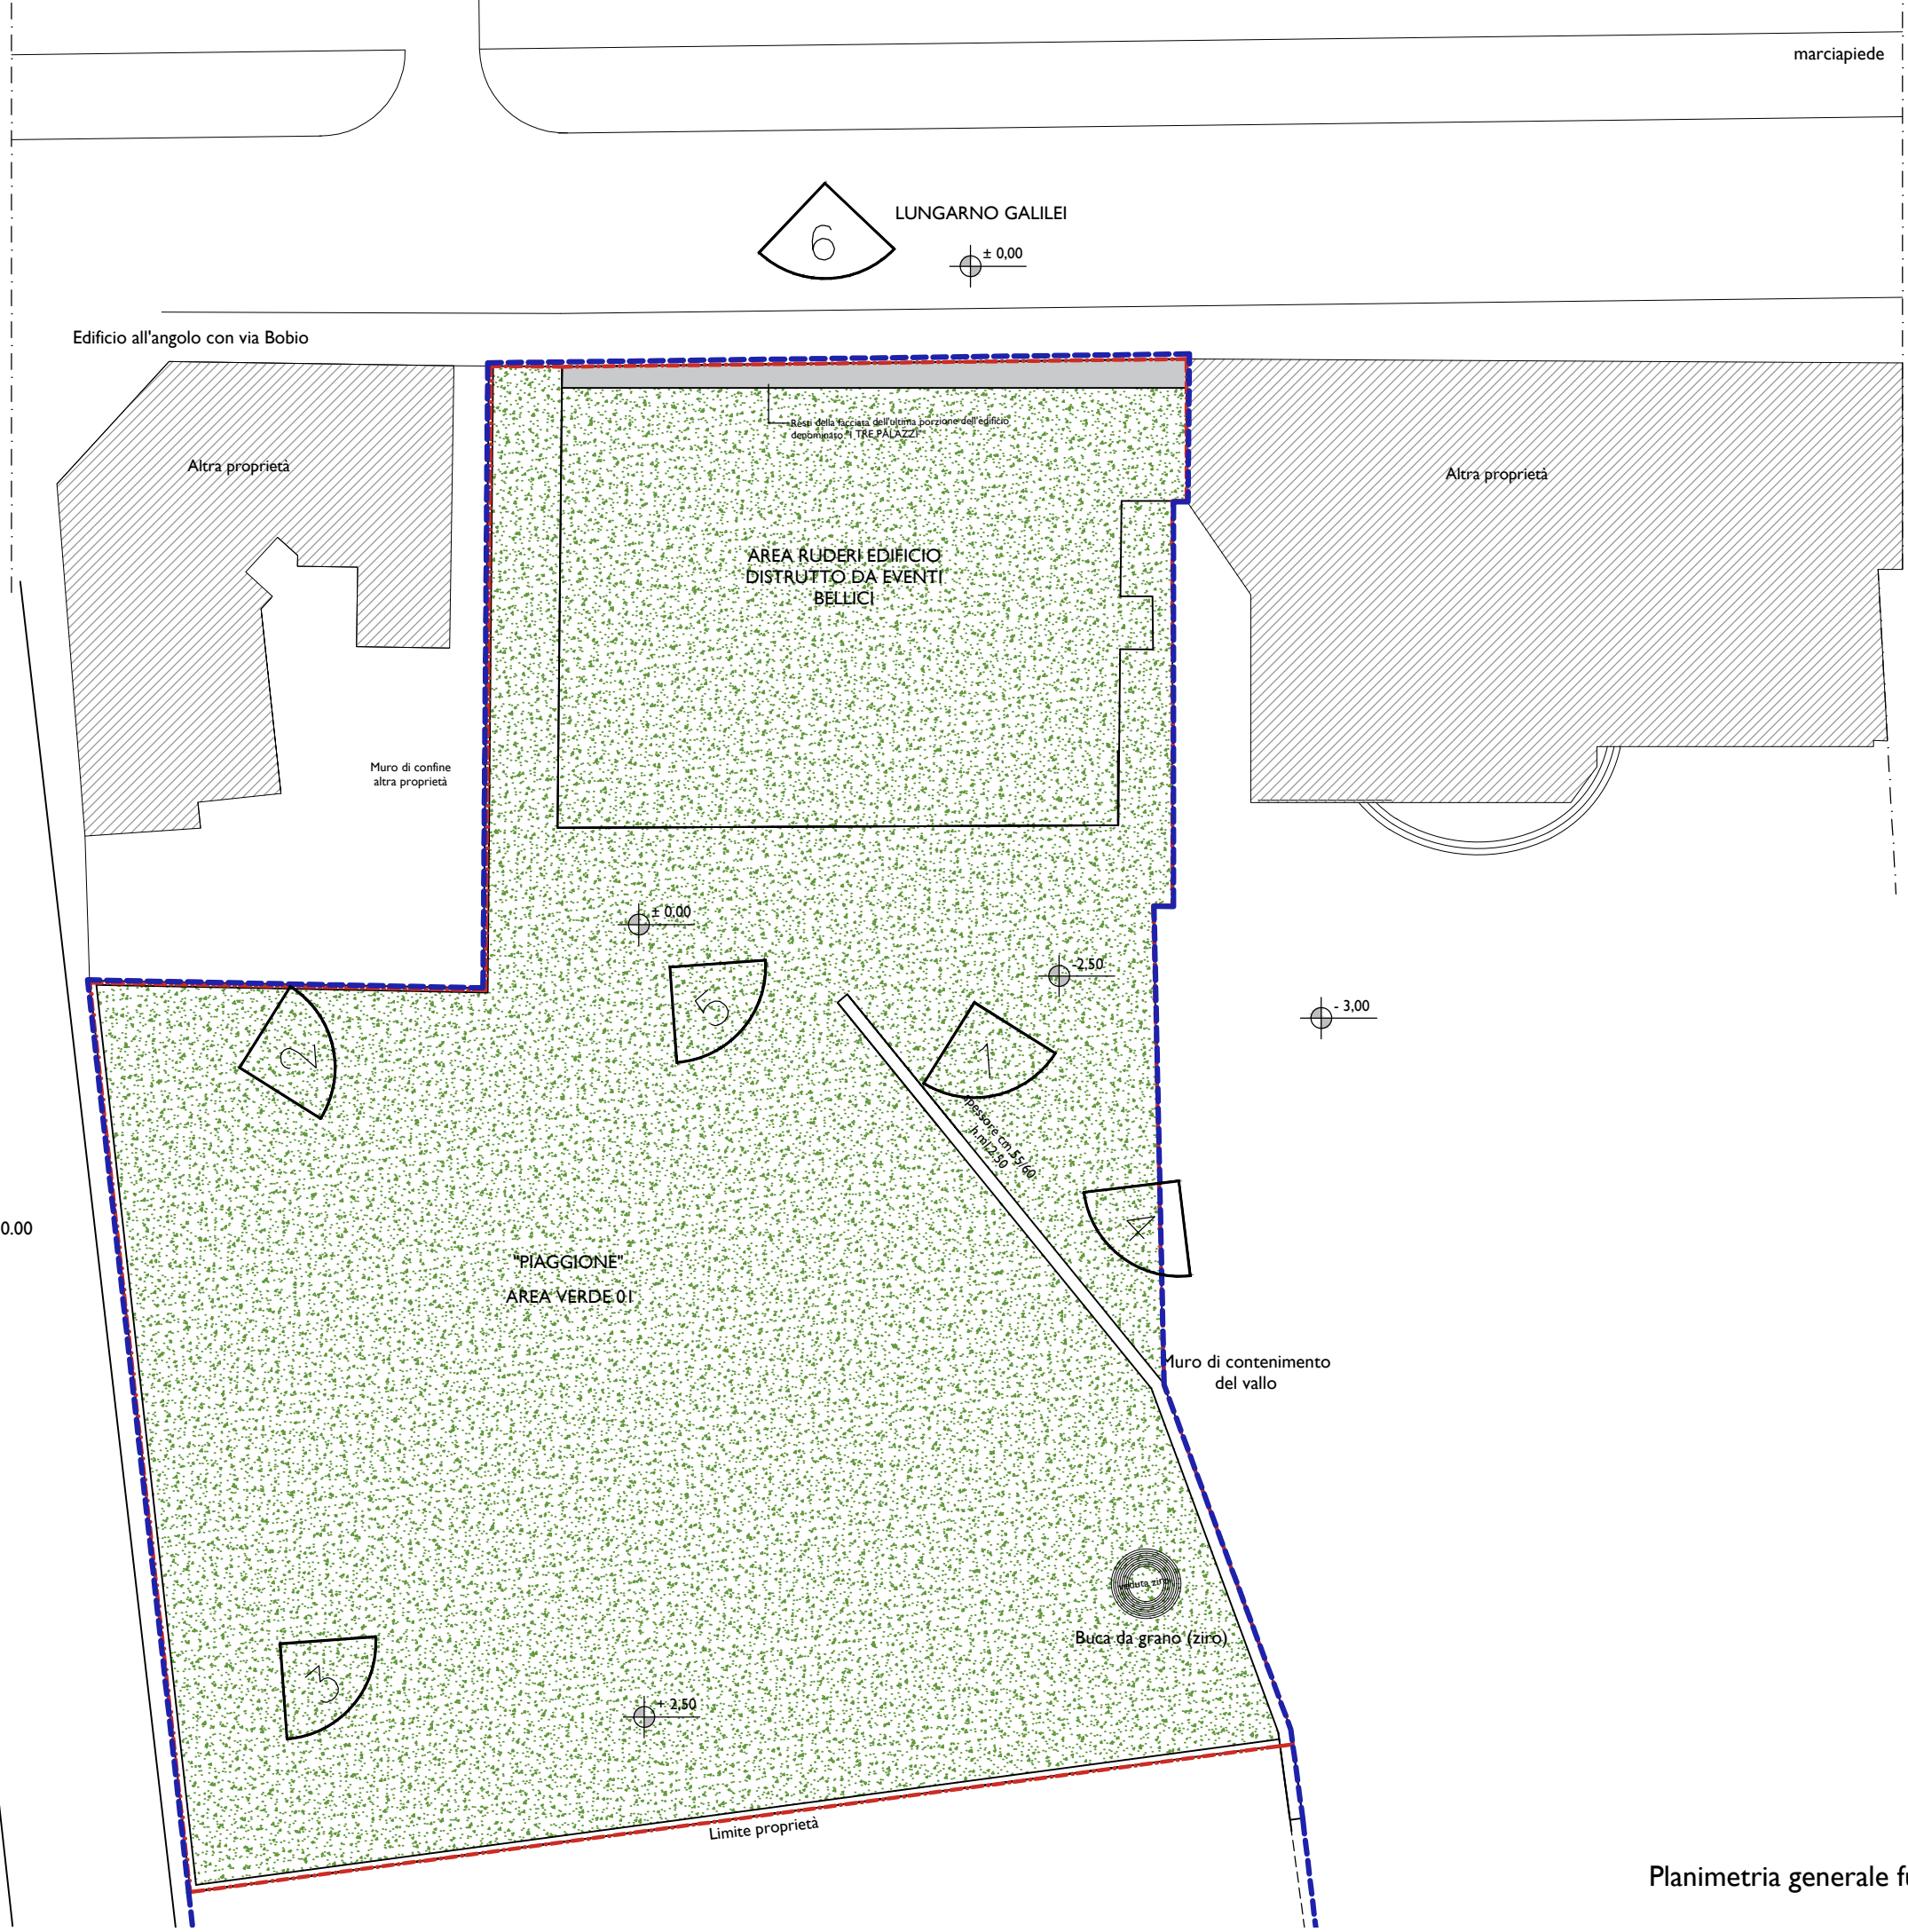 marciapiede
LUNGARNO GALILEI
6
± 0,00
Edificio all'angolo con via Bobio
Resti della facciata dell'ultima porzione dell'edificio
denominato "I TRE PALAZZI"
Altra proprietà
Altra proprietà
AREA RUDERI EDIFICIO
DISTRUTTO DA EVENTI
BELLICI
Muro di confine
altra proprietà
± 0,00
-2,50
- 3,00
5
2
1
spessore cm.55/60
h.ml.2.50
4
0.00
"PIAGGIONE"
AREA VERDE 01
Muro di contenimento
del vallo
veduta ziro
Buca da grano (ziro)
3
+ 2,50
Limite proprietà
Planimetria generale